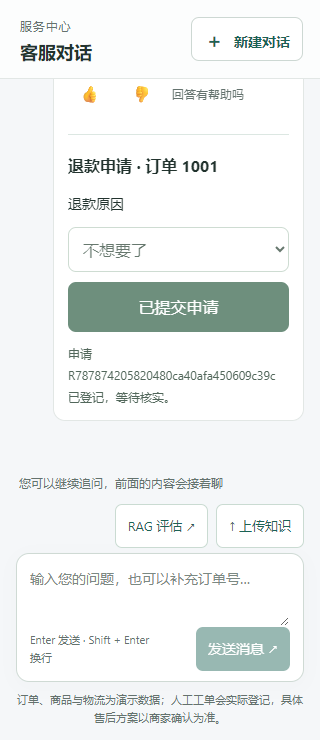 服务中心
客服对话
+ 新建对话
👍 👎 回答有帮助吗
退款申请 · 订单 1001
退款原因
不想要了
已提交申请
申请
R787874205820480ca40afa450609c39c
已登记，等待核实。
您可以继续追问，前面的内容会接着聊
RAG 评估 ↗
↑ 上传知识
输入您的问题，也可以补充订单号...
Enter 发送 · Shift + Enter
换行
发送消息 ↗
订单、商品与物流为演示数据；人工工单会实际登记，具体
售后方案以商家确认为准。